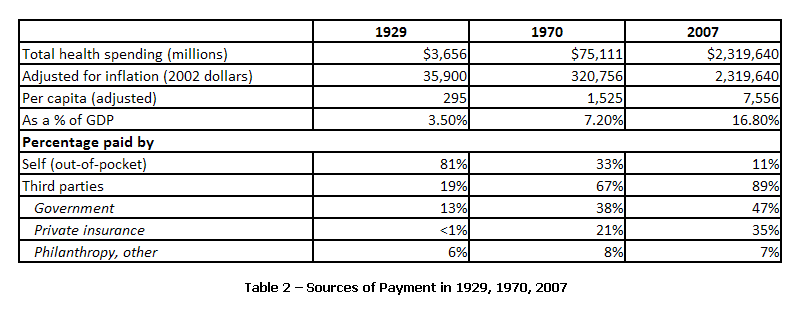 1929 1970 2007
Total health spending (millions) $3,656 $75,111 $2,319,640
Adjusted for inflation (2002 dollars) 35,900 320,756 2,319,640
Per capita (adjusted) 295 1,525 7,556
As a % of GDP 3.50% 7.20% 16.80%
Percentage paid by
Self (out-of-pocket) 81% 33% 11%
Third parties 19% 67% 89%
Government 13% 38% 47%
Private insurance <1% 21% 35%
Philanthropy, other 6% 8% 7%
Table 2 – Sources of Payment in 1929, 1970, 2007